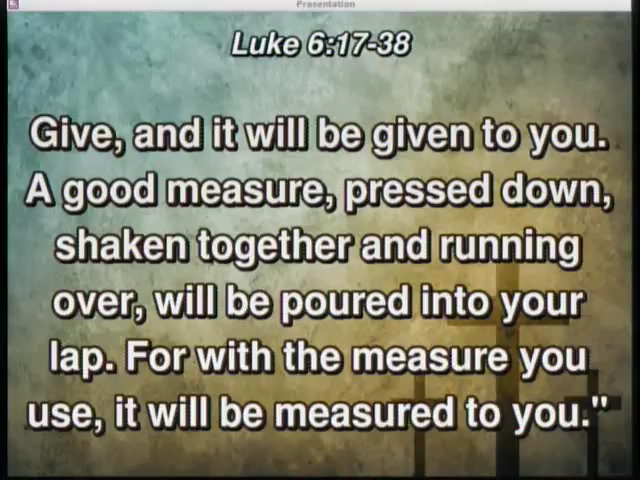 Presentation
Luke 6:17-38
Give, and it will be given to you.
A good measure, pressed down,
shaken together and running
over, will be poured into your
lap. For with the measure you
use, it will be measured to you."